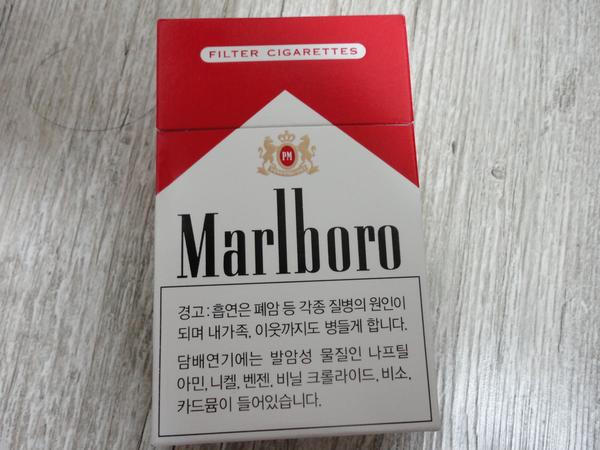 FILTER CIGARETTES
PM
Marlboro
경고: 흡연은 폐암 등 각종 질병의 원인이
되며 내가족, 이웃까지도 병들게 합니다.
담배연기에는 발암성 물질인 나프틸
아민, 니켈, 벤젠, 비닐 크롤라이드, 비소,
카드뮴이 들어있습니다.